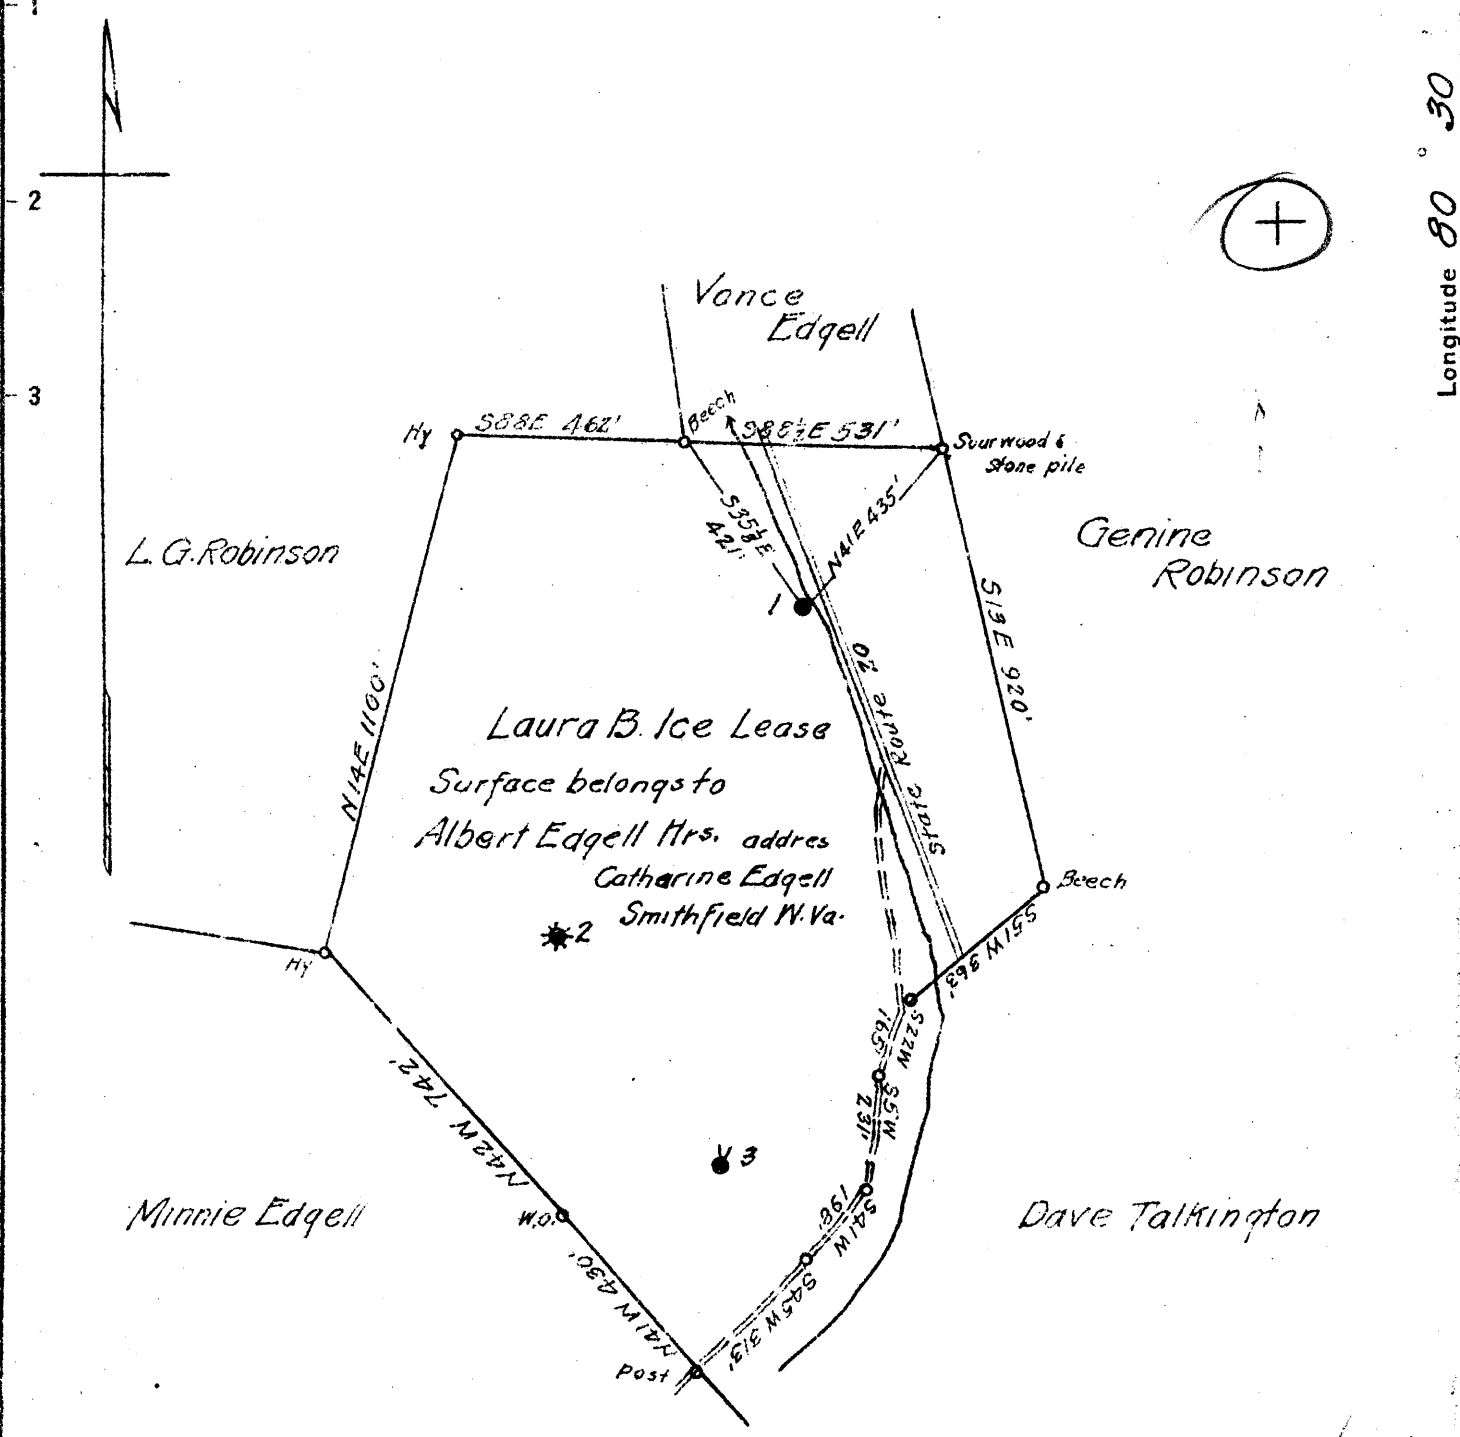 1
2
3
Longitude 80 ° 30
Vance
Edgell
Hy
S88E 462'
Beech
S88½E 531'
Sourwood &
Stone pile
S35½E
421'
N41E 435'
L. G. Robinson
Genine
Robinson
1
S13E 920'
N14E 1100'
State Route 20
Laura B. Ice Lease
Surface belongs to
Albert Edgell Hrs. addres
Catharine Edgell
Smithfield W. Va.
Beech
2
S51W 363'
Hy
S22W
165'
N42W 742'
S5W
231'
3
Minnie Edgell
W.O.
S41W
198'
Dave Talkington
N41W 430'
S45W 313'
Post